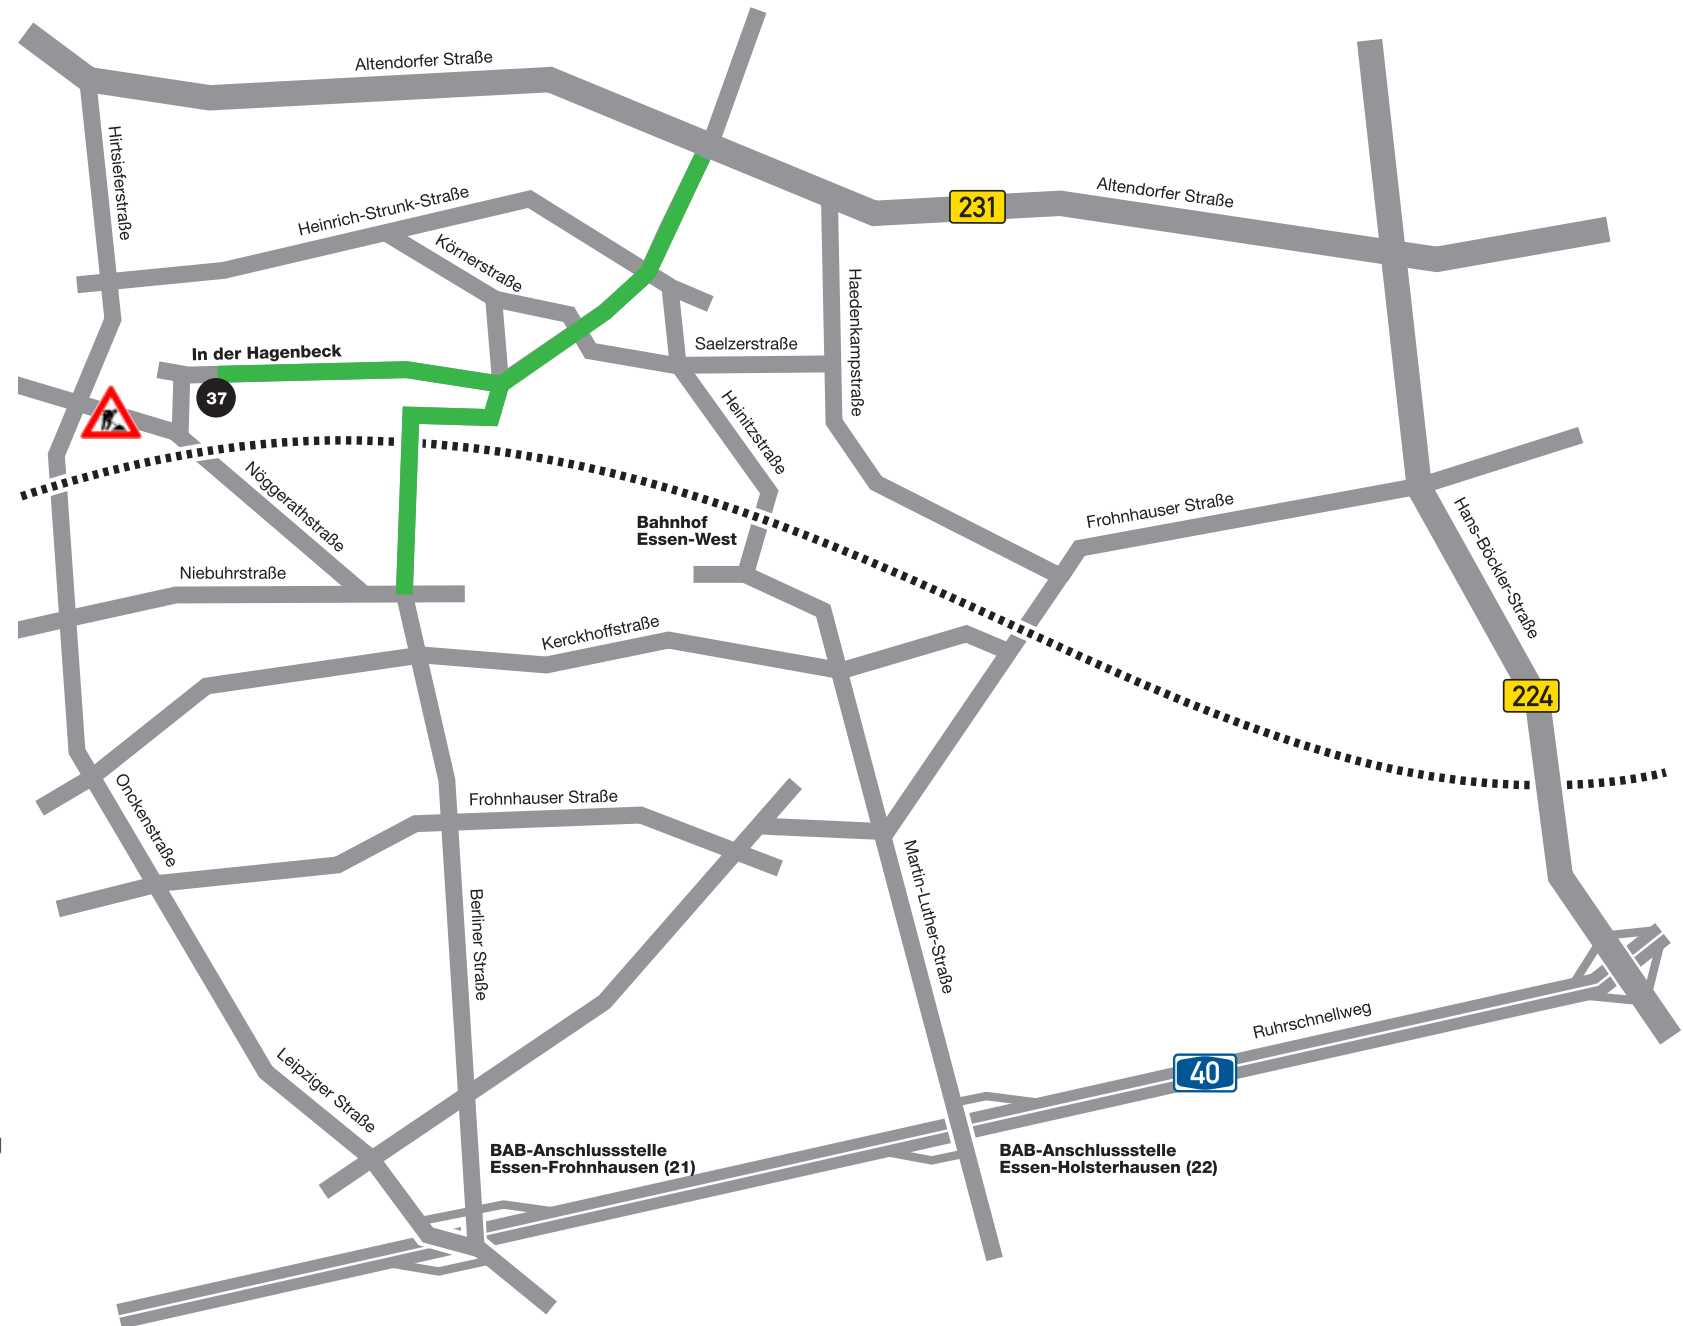 Altendorfer Straße
Hirtsieferstraße
Heinrich-Strunk-Straße
Altendorfer Straße
231
Körnerstraße
Haedenkampstraße
Saelzerstraße
In der Hagenbeck
37
Heinitzstraße
Nöggerathstraße
Frohnhauser Straße
Bahnhof
Essen-West
Hans-Böckler-Straße
Niebuhrstraße
Kerckhoffstraße
224
Onckenstraße
Frohnhauser Straße
Berliner Straße
Martin-Luther-Straße
Ruhrschnellweg
40
Leipziger Straße
BAB-Anschlussstelle
Essen-Frohnhausen (21)
BAB-Anschlussstelle
Essen-Holsterhausen (22)